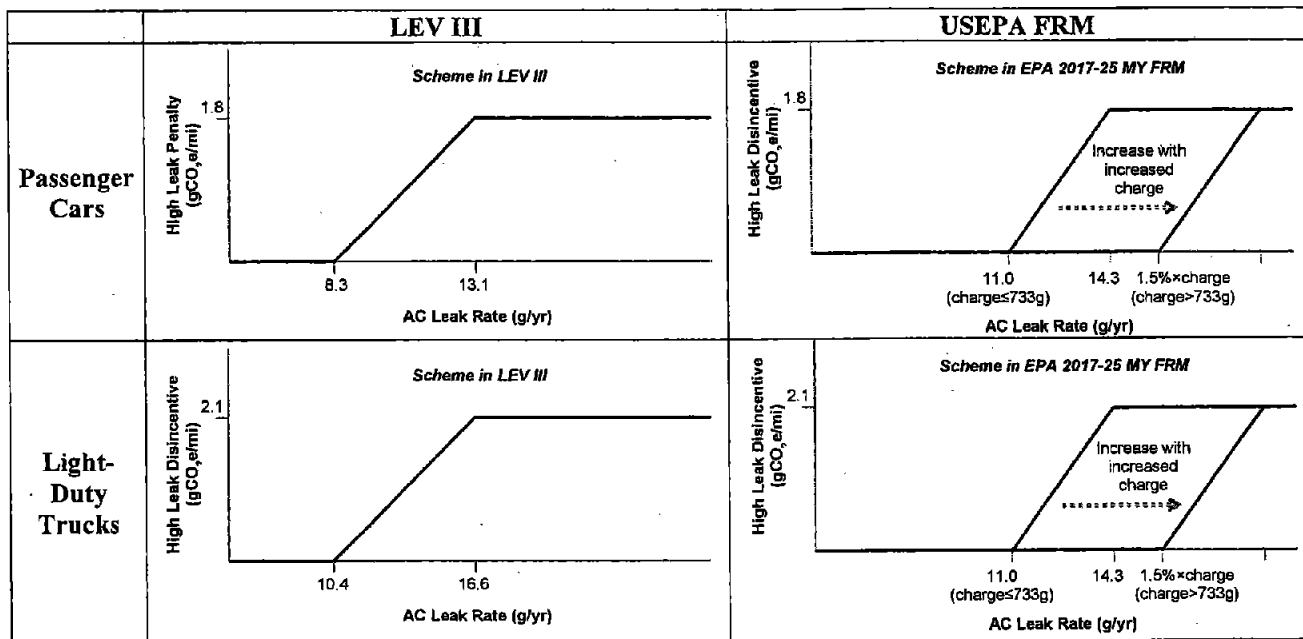 LEV III
USEPA FRM
Passenger
Cars
Scheme in LEV III
High Leak Penalty
(gCO₂e/mi)
1.8
8.3
13.1
AC Leak Rate (g/yr)
Scheme in EPA 2017-25 MY FRM
High Leak Disincentive
(gCO₂e/mi)
1.8
Increase with
increased
charge
11.0
14.3
1.5%×charge
(charge≤733g)
(charge>733g)
AC Leak Rate (g/yr)
Light-
Duty
Trucks
Scheme in LEV III
High Leak Disincentive
(gCO₂e/mi)
2.1
10.4
16.6
AC Leak Rate (g/yr)
Scheme in EPA 2017-25 MY FRM
High Leak Disincentive
(gCO₂e/mi)
2.1
Increase with
increased
charge
11.0
14.3
1.5%×charge
(charge≤733g)
(charge>733g)
AC Leak Rate (g/yr)